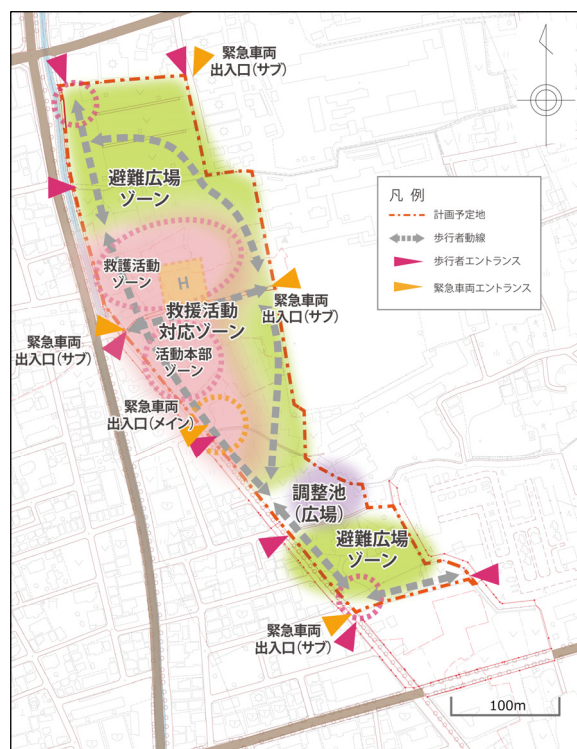 緊急車両
出入口(サブ)
避難広場
ゾーン
凡 例
計画予定地
歩行者動線
歩行者エントランス
緊急車両エントランス
救護活動
ゾーン
H
救援活動
対応ゾーン
緊急車両
出入口(サブ)
緊急車両
出入口(サブ)
活動本部
ゾーン
緊急車両
出入口(メイン)
調整池
(広場)
避難広場
ゾーン
緊急車両
出入口(サブ)
100m